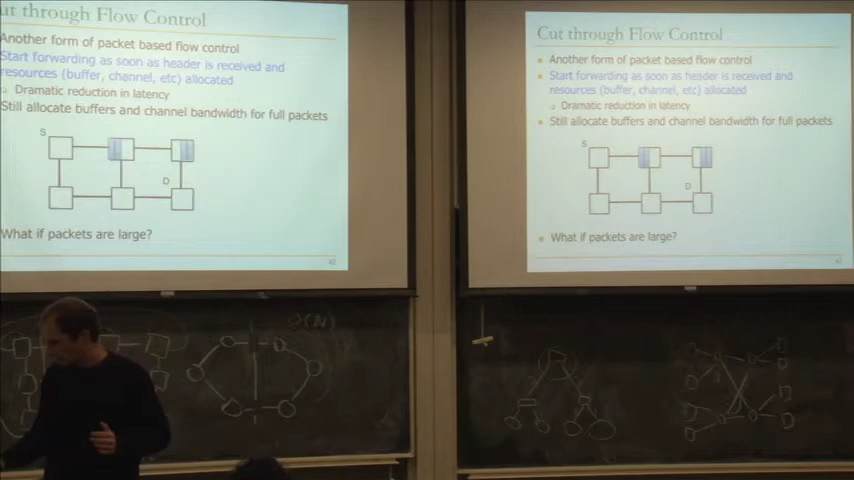 ut through Flow Control
Another form of packet based flow control
Start forwarding as soon as header is received and
resources (buffer, channel, etc) allocated
Dramatic reduction in latency
Still allocate buffers and channel bandwidth for full packets
S
D
What if packets are large?
Cut through Flow Control
Another form of packet based flow control
Start forwarding as soon as header is received and
resources (buffer, channel, etc) allocated
Dramatic reduction in latency
Still allocate buffers and channel bandwidth for full packets
S
D
What if packets are large?